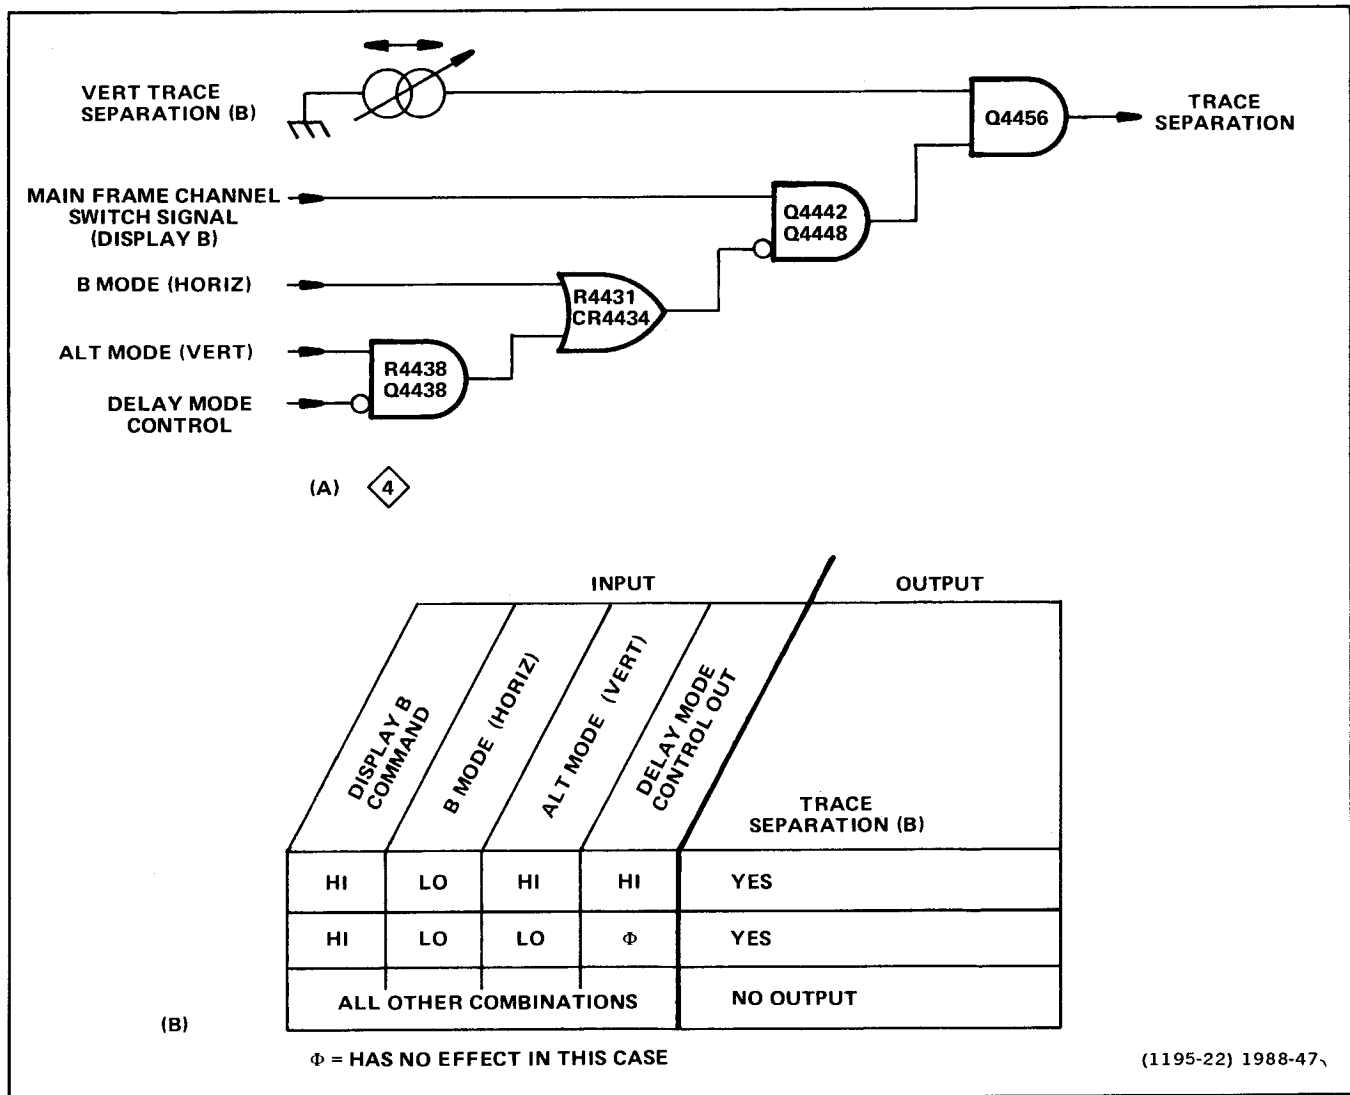 VERT TRACE
SEPARATION (B)
Q4456
TRACE
SEPARATION
MAIN FRAME CHANNEL
SWITCH SIGNAL
(DISPLAY B)
Q4442
Q4448
B MODE (HORIZ)
R4431
CR4434
ALT MODE (VERT)
R4438
Q4438
DELAY MODE
CONTROL
(A) 4
INPUT OUTPUT
DISPLAY B
COMMAND
B MODE (HORIZ)
ALT MODE (VERT)
DELAY MODE
CONTROL OUT
TRACE
SEPARATION (B)
HI LO HI HI YES
HI LO LO Φ YES
ALL OTHER COMBINATIONS NO OUTPUT
(B)
Φ = HAS NO EFFECT IN THIS CASE
(1195-22) 1988-47